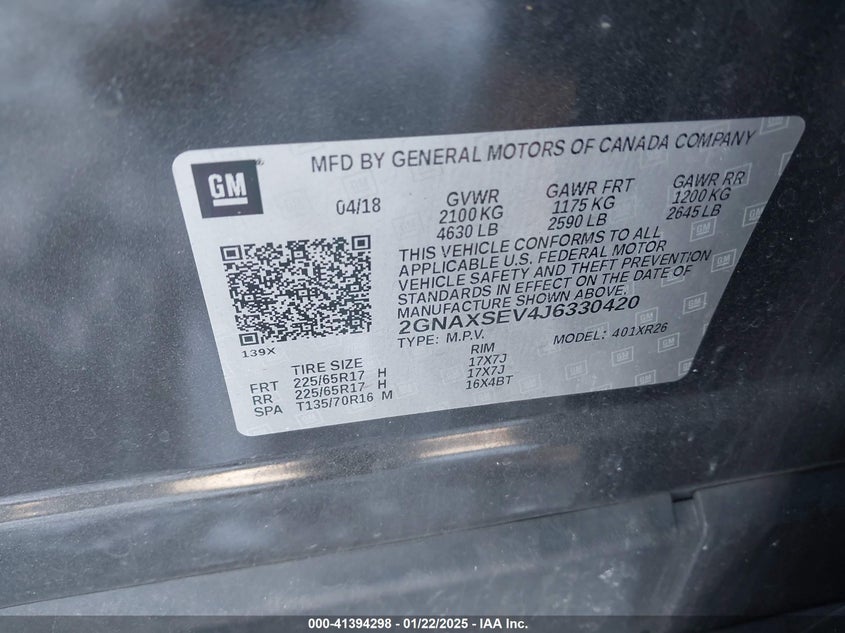 GM
MFD BY GENERAL MOTORS OF CANADA COMPANY
04/18
GVWR
2100 KG
4630 LB
GAWR FRT
1175 KG
2590 LB
GAWR RR
1200 KG
2645 LB
THIS VEHICLE CONFORMS TO ALL
APPLICABLE U.S. FEDERAL MOTOR
VEHICLE SAFETY AND THEFT PREVENTION
STANDARDS IN EFFECT ON THE DATE OF
MANUFACTURE SHOWN ABOVE.
2GNAXSEV4J6330420
TYPE: M.P.V. MODEL: 401XR26
139X
TIRE SIZE RIM
FRT 225/65R17 H 17X7J
RR 225/65R17 H 17X7J
SPA T135/70R16 M 16X4BT
000-41394298 - 01/22/2025 - IAA Inc.